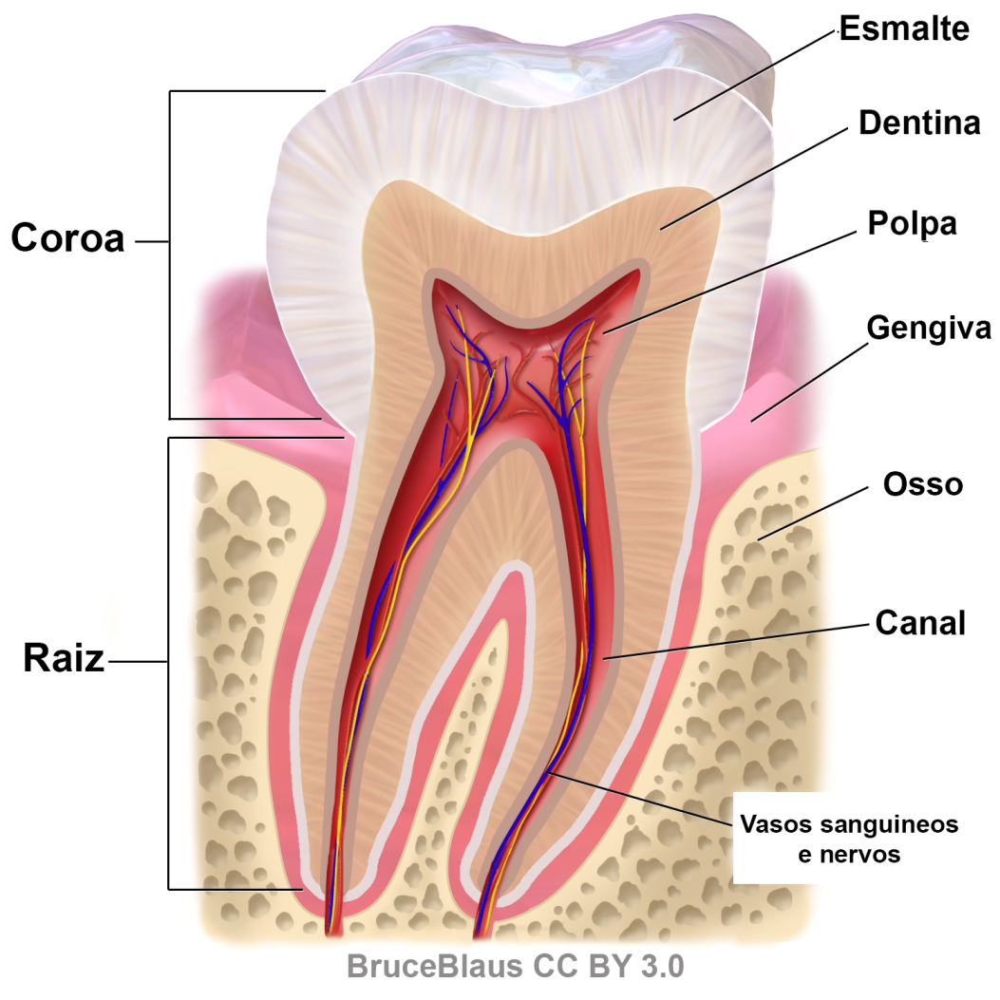 Esmalte
Dentina
Polpa
Coroa
Gengiva
Osso
Canal
Raiz
Vasos sanguineos
e nervos
BruceBlaus CC BY 3.0